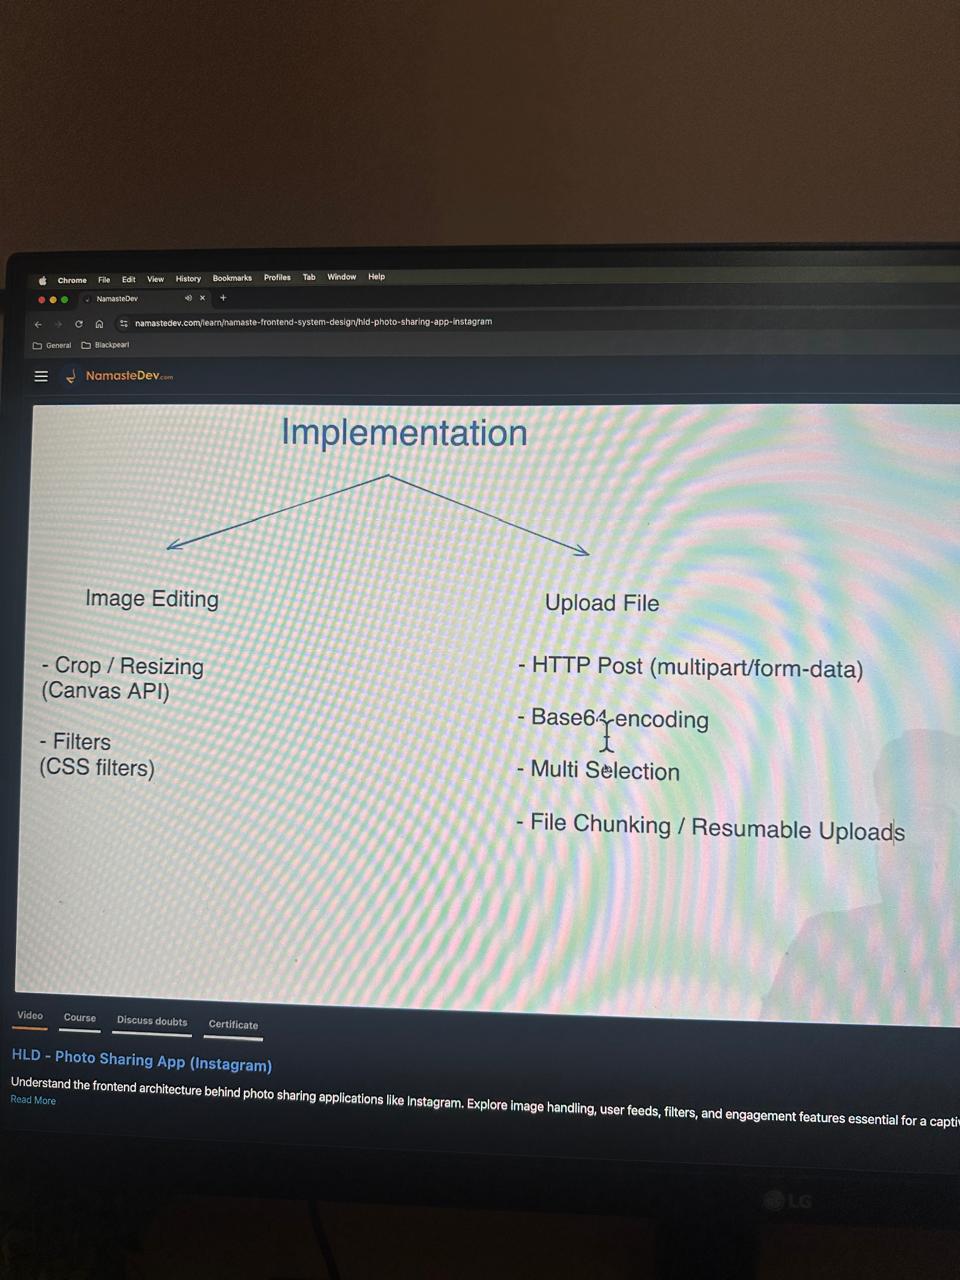 Chrome File Edit View History Bookmarks Profiles Tab Window Help
NamasteDev
namastedev.com/learn/namaste-frontend-system-design/hld-photo-sharing-app-instagram
General Blackpearl
NamasteDev.com
Implementation
Image Editing
- Crop / Resizing
(Canvas API)
- Filters
(CSS filters)
Upload File
- HTTP Post (multipart/form-data)
- Base64 encoding
- Multi Selection
- File Chunking / Resumable Uploads
Video Course Discuss doubts Certificate
HLD - Photo Sharing App (Instagram)
Understand the frontend architecture behind photo sharing applications like Instagram. Explore image handling, user feeds, filters, and engagement features essential for a capti
Read More
LG